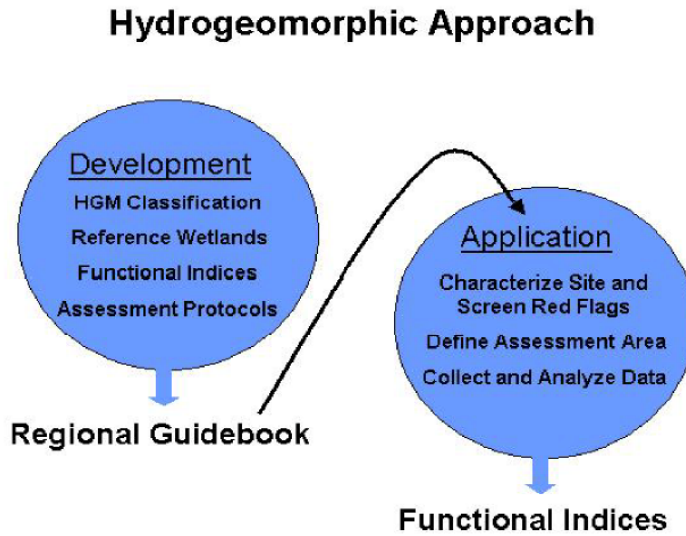 Hydrogeomorphic Approach
Development
HGM Classification
Reference Wetlands
Functional Indices
Assessment Protocols
Regional Guidebook
Application
Characterize Site and
Screen Red Flags
Define Assessment Area
Collect and Analyze Data
Functional Indices